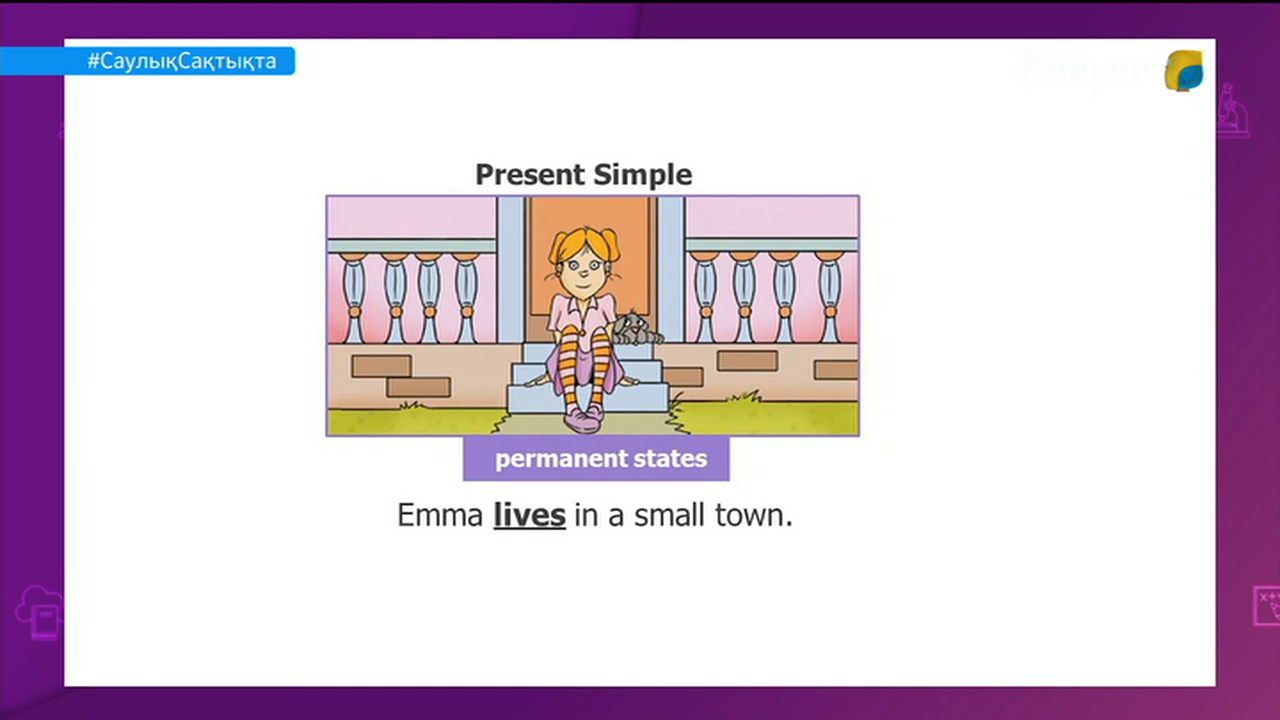 #СаулықСақтықта
Present Simple
permanent states
Emma lives in a small town.